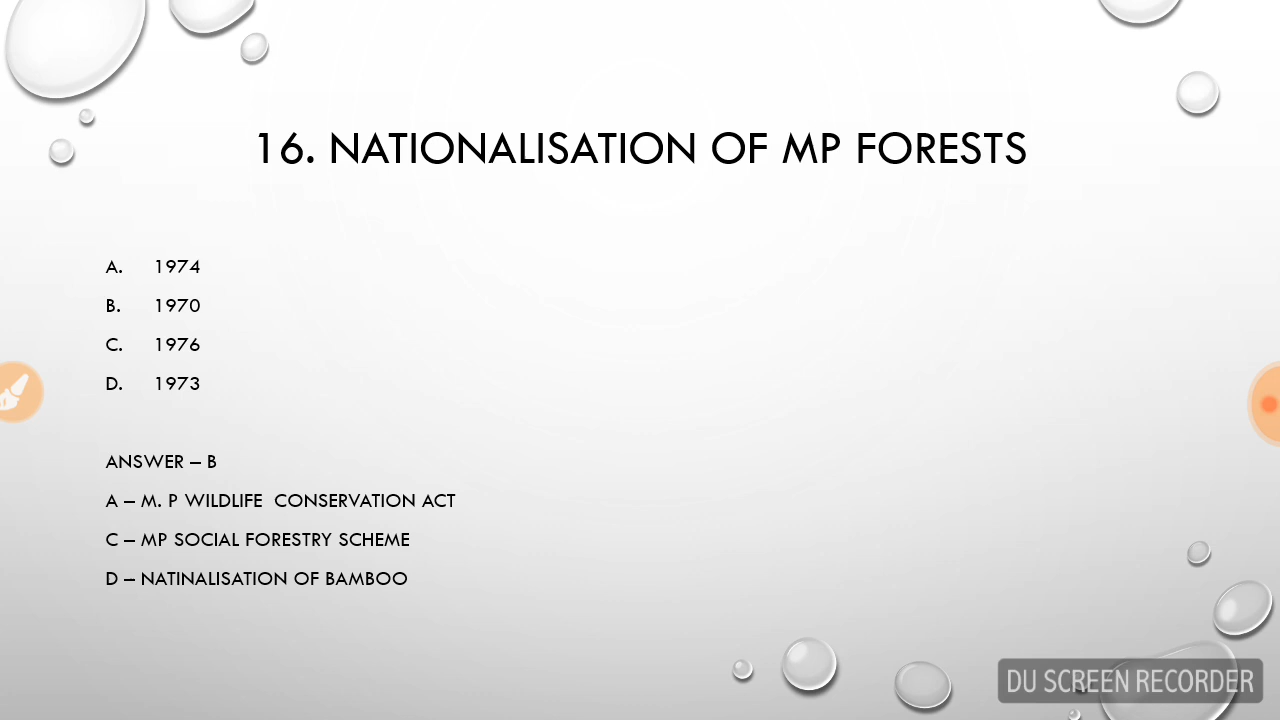 16. NATIONALISATION OF MP FORESTS
A. 1974
B. 1970
C. 1976
D. 1973
ANSWER – B
A – M. P WILDLIFE CONSERVATION ACT
C – MP SOCIAL FORESTRY SCHEME
D – NATINALISATION OF BAMBOO
DU SCREEN RECORDER